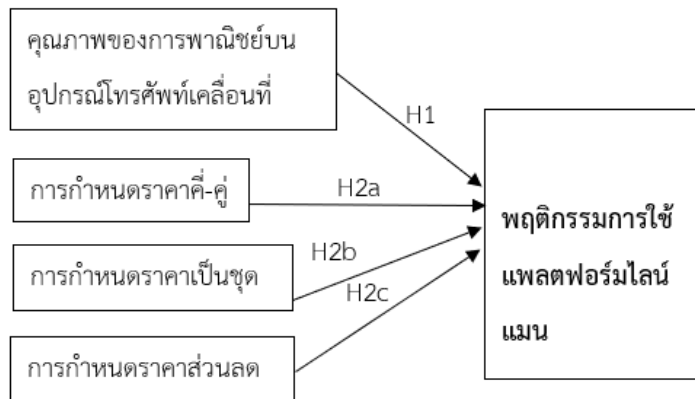 คุณภาพของการพาณิชย์บน
อุปกรณ์โทรศัพท์เคลื่อนที่
H1
การกำหนดราคาคี่-คู่
H2a
พฤติกรรมการใช้
แพลตฟอร์มไลน์
แมน
H2b
การกำหนดราคาเป็นชุด
H2c
การกำหนดราคาส่วนลด